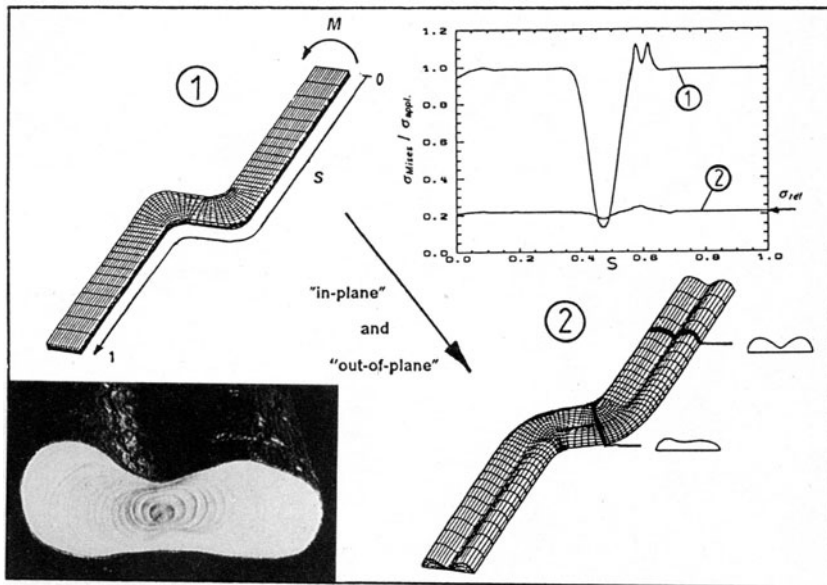 1
M
0
S
1
"in-plane"
and
"out-of-plane"
1.2
1.0
0.8
0.6
0.4
0.2
0.0
σMises / σappl.
0.0 0.2 0.4 0.6 0.8 1.0
S
1
2
σref
2